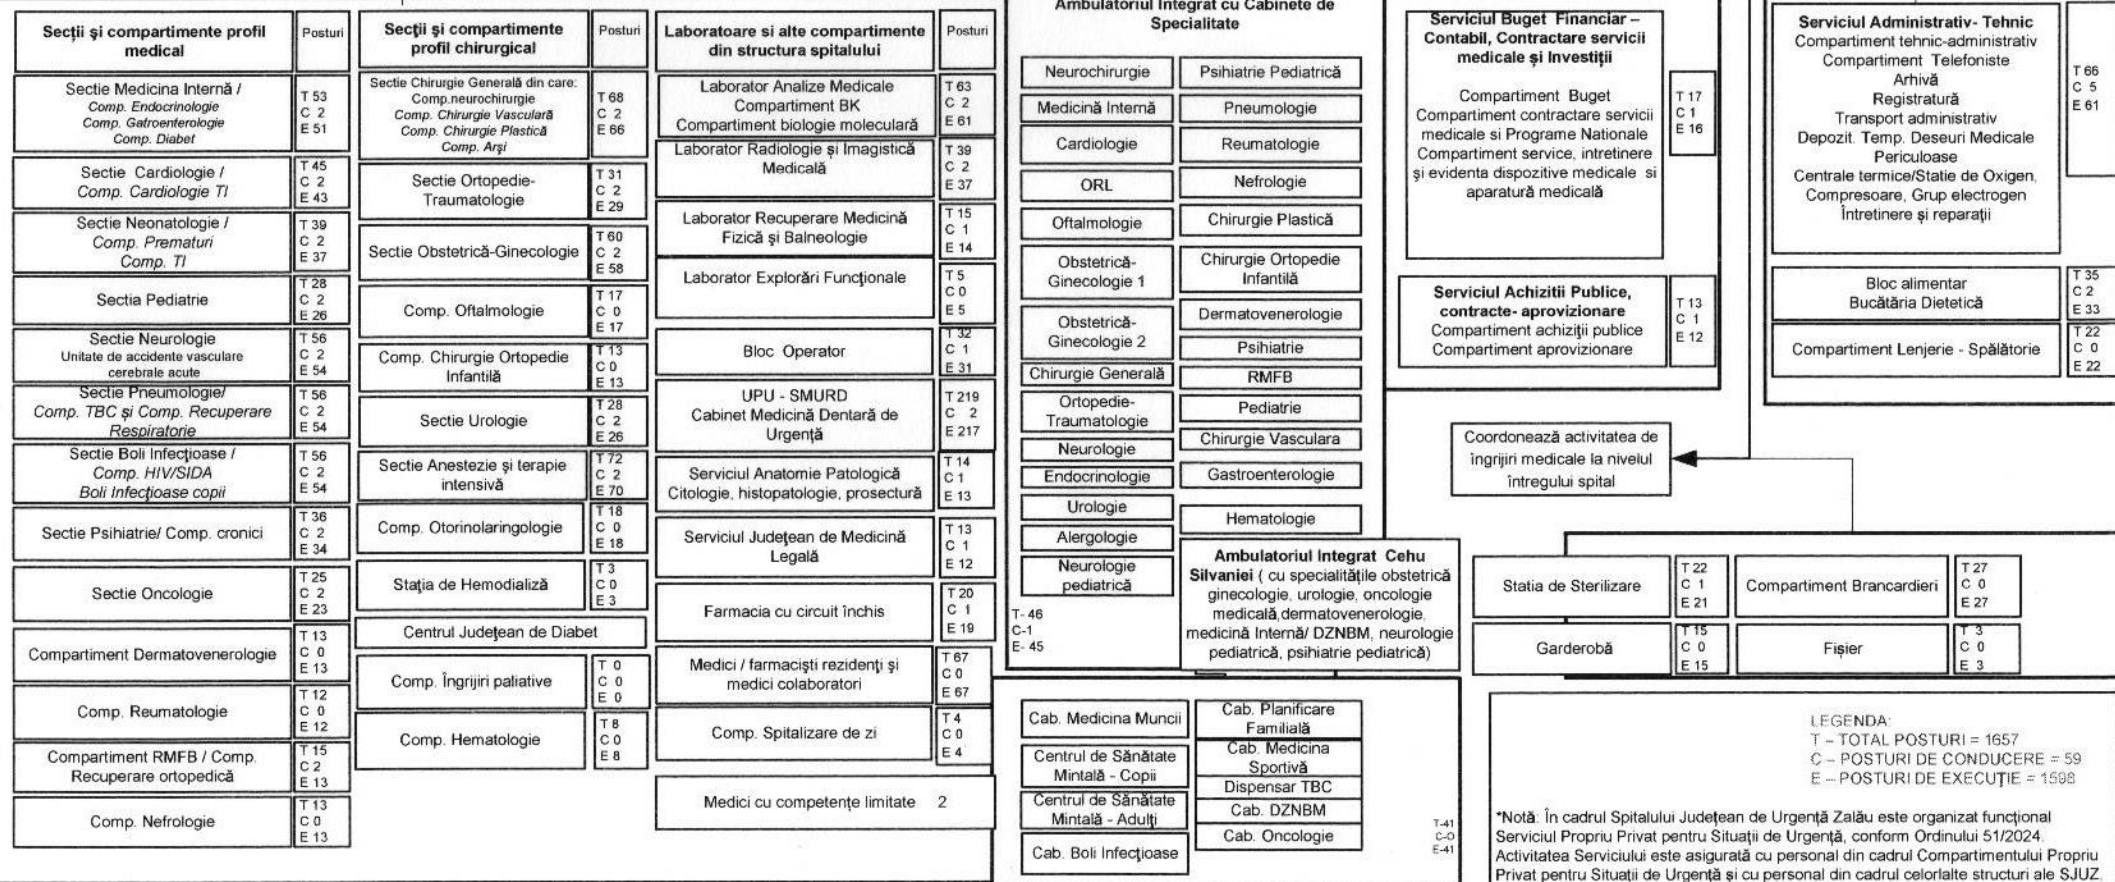 Secții și compartimente profil
medical
Posturi
Sectie Medicina Internă /
Comp. Endocrinologie
Comp. Gatroenterologie
Comp. Diabet
T 53
C 2
E 51
Sectie Cardiologie /
Comp. Cardiologie TI
T 45
C 2
E 43
Sectie Neonatologie /
Comp. Prematuri
Comp. TI
T 39
C 2
E 37
Sectia Pediatrie
T 28
C 2
E 26
Sectie Neurologie
Unitate de accidente vasculare
cerebrale acute
T 56
C 2
E 54
Sectie Pneumologie/
Comp. TBC și Comp. Recuperare
Respiratorie
T 56
C 2
E 54
Sectie Boli Infecţioase /
Comp. HIV/SIDA
Boli Infecţioase copii
T 56
C 2
E 54
Sectie Psihiatrie/ Comp. cronici
T 36
C 2
E 34
Sectie Oncologie
T 25
C 2
E 23
Compartiment Dermatovenerologie
T 13
C 0
E 13
Comp. Reumatologie
T 12
C 0
E 12
Compartiment RMFB / Comp.
Recuperare ortopedică
T 15
C 2
E 13
Comp. Nefrologie
T 13
C 0
E 13
Secţii şi compartimente
profil chirurgical
Posturi
Sectie Chirurgie Generală din care:
Comp.neurochirurgie
Comp. Chirurgie Vasculară
Comp. Chirurgie Plastică
Comp. Arşi
T 68
C 2
E 66
Sectie Ortopedie-
Traumatologie
T 31
C 2
E 29
Sectie Obstetrică-Ginecologie
T 60
C 2
E 58
Comp. Oftalmologie
T 17
C 0
E 17
Comp. Chirurgie Ortopedie
Infantilă
T 13
C 0
E 13
Sectie Urologie
T 28
C 2
E 26
Sectie Anestezie și terapie
intensivă
T 72
C 2
E 70
Comp. Otorinolaringologie
T 18
C 0
E 18
Staţia de Hemodializă
T 3
C 0
E 3
Centrul Judeţean de Diabet
Comp. Îngrijiri paliative
T 0
C 0
E 0
Comp. Hematologie
T 8
C 0
E 8
Laboratoare si alte compartimente
din structura spitalului
Posturi
Laborator Analize Medicale
Compartiment BK
Compartiment biologie moleculară
T 63
C 2
E 61
Laborator Radiologie și Imagistică
Medicală
T 39
C 2
E 37
Laborator Recuperare Medicină
Fizică și Balneologie
T 15
C 1
E 14
Laborator Explorări Funcţionale
T 5
C 0
E 5
Bloc Operator
T 32
C 1
E 31
UPU - SMURD
Cabinet Medicină Dentară de
Urgenţă
T 219
C 2
E 217
Serviciul Anatomie Patologică
Citologie, histopatologie, prosectură
T 14
C 1
E 13
Serviciul Judeţean de Medicină
Legală
T 13
C 1
E 12
Farmacia cu circuit închis
T 20
C 1
E 19
Medici / farmacişti rezidenţi și
medici colaboratori
T 67
C 0
E 67
Comp. Spitalizare de zi
T 4
C 0
E 4
Medici cu competențe limitate 2
Ambulatoriul Integrat cu Cabinete de
Specialitate
Neurochirurgie
Medicină Internă
Cardiologie
ORL
Oftalmologie
Obstetrică-
Ginecologie 1
Obstetrică-
Ginecologie 2
Chirurgie Generală
Ortopedie-
Traumatologie
Neurologie
Endocrinologie
Urologie
Alergologie
Neurologie
pediatrică
Psihiatrie Pediatrică
Pneumologie
Reumatologie
Nefrologie
Chirurgie Plastică
Chirurgie Ortopedie
Infantilă
Dermatovenerologie
Psihiatrie
RMFB
Pediatrie
Chirurgie Vasculara
Gastroenterologie
Hematologie
T- 46
C-1
E- 45
Ambulatoriul Integrat Cehu
Silvaniei ( cu specialitățile obstetrică
ginecologie, urologie, oncologie
medicală,dermatovenerologie,
medicină Internă/ DZNBM, neurologie
pediatrică, psihiatrie pediatrică)
Cab. Medicina Muncii
Centrul de Sănătate
Mintală - Copii
Centrul de Sănătate
Mintală - Adulţi
Cab. Boli Infecţioase
Cab. Planificare
Familială
Cab. Medicina
Sportivă
Dispensar TBC
Cab. DZNBM
Cab. Oncologie
T-41
C-O
E-41
Serviciul Buget Financiar –
Contabil, Contractare servicii
medicale și Investiții
Compartiment Buget
Compartiment contractare servicii
medicale si Programe Nationale
Compartiment service, intretinere
și evidenta dispozitive medicale si
aparatură medicală
T 17
C 1
E 16
Serviciul Achizitii Publice,
contracte- aprovizionare
Compartiment achiziţii publice
Compartiment aprovizionare
T 13
C 1
E 12
Serviciul Administrativ- Tehnic
Compartiment tehnic-administrativ
Compartiment Telefoniste
Arhivă
Registratură
Transport administrativ
Depozit. Temp. Deseuri Medicale
Periculoase
Centrale termice/Statie de Oxigen,
Compresoare, Grup electrogen
Întretinere și reparaţii
T 66
C 5
E 61
Bloc alimentar
Bucătăria Dietetică
T 35
C 2
E 33
Compartiment Lenjerie - Spălătorie
T 22
C 0
E 22
Coordonează activitatea de
îngrijiri medicale la nivelul
întregului spital
Statia de Sterilizare
T 22
C 1
E 21
Compartiment Brancardieri
T 27
C 0
E 27
Garderobă
T 15
C 0
E 15
Fișier
T 3
C 0
E 3
LEGENDA:
T – TOTAL POSTURI = 1657
C – POSTURI DE CONDUCERE = 59
E – POSTURI DE EXECUŢIE = 1598
*Notă: În cadrul Spitalului Județean de Urgență Zalău este organizat funcțional
Serviciul Propriu Privat pentru Situații de Urgență, conform Ordinului 51/2024.
Activitatea Serviciului este asigurată cu personal din cadrul Compartimentului Propriu
Privat pentru Situații de Urgență și cu personal din cadrul celorlalte structuri ale SJUZ.